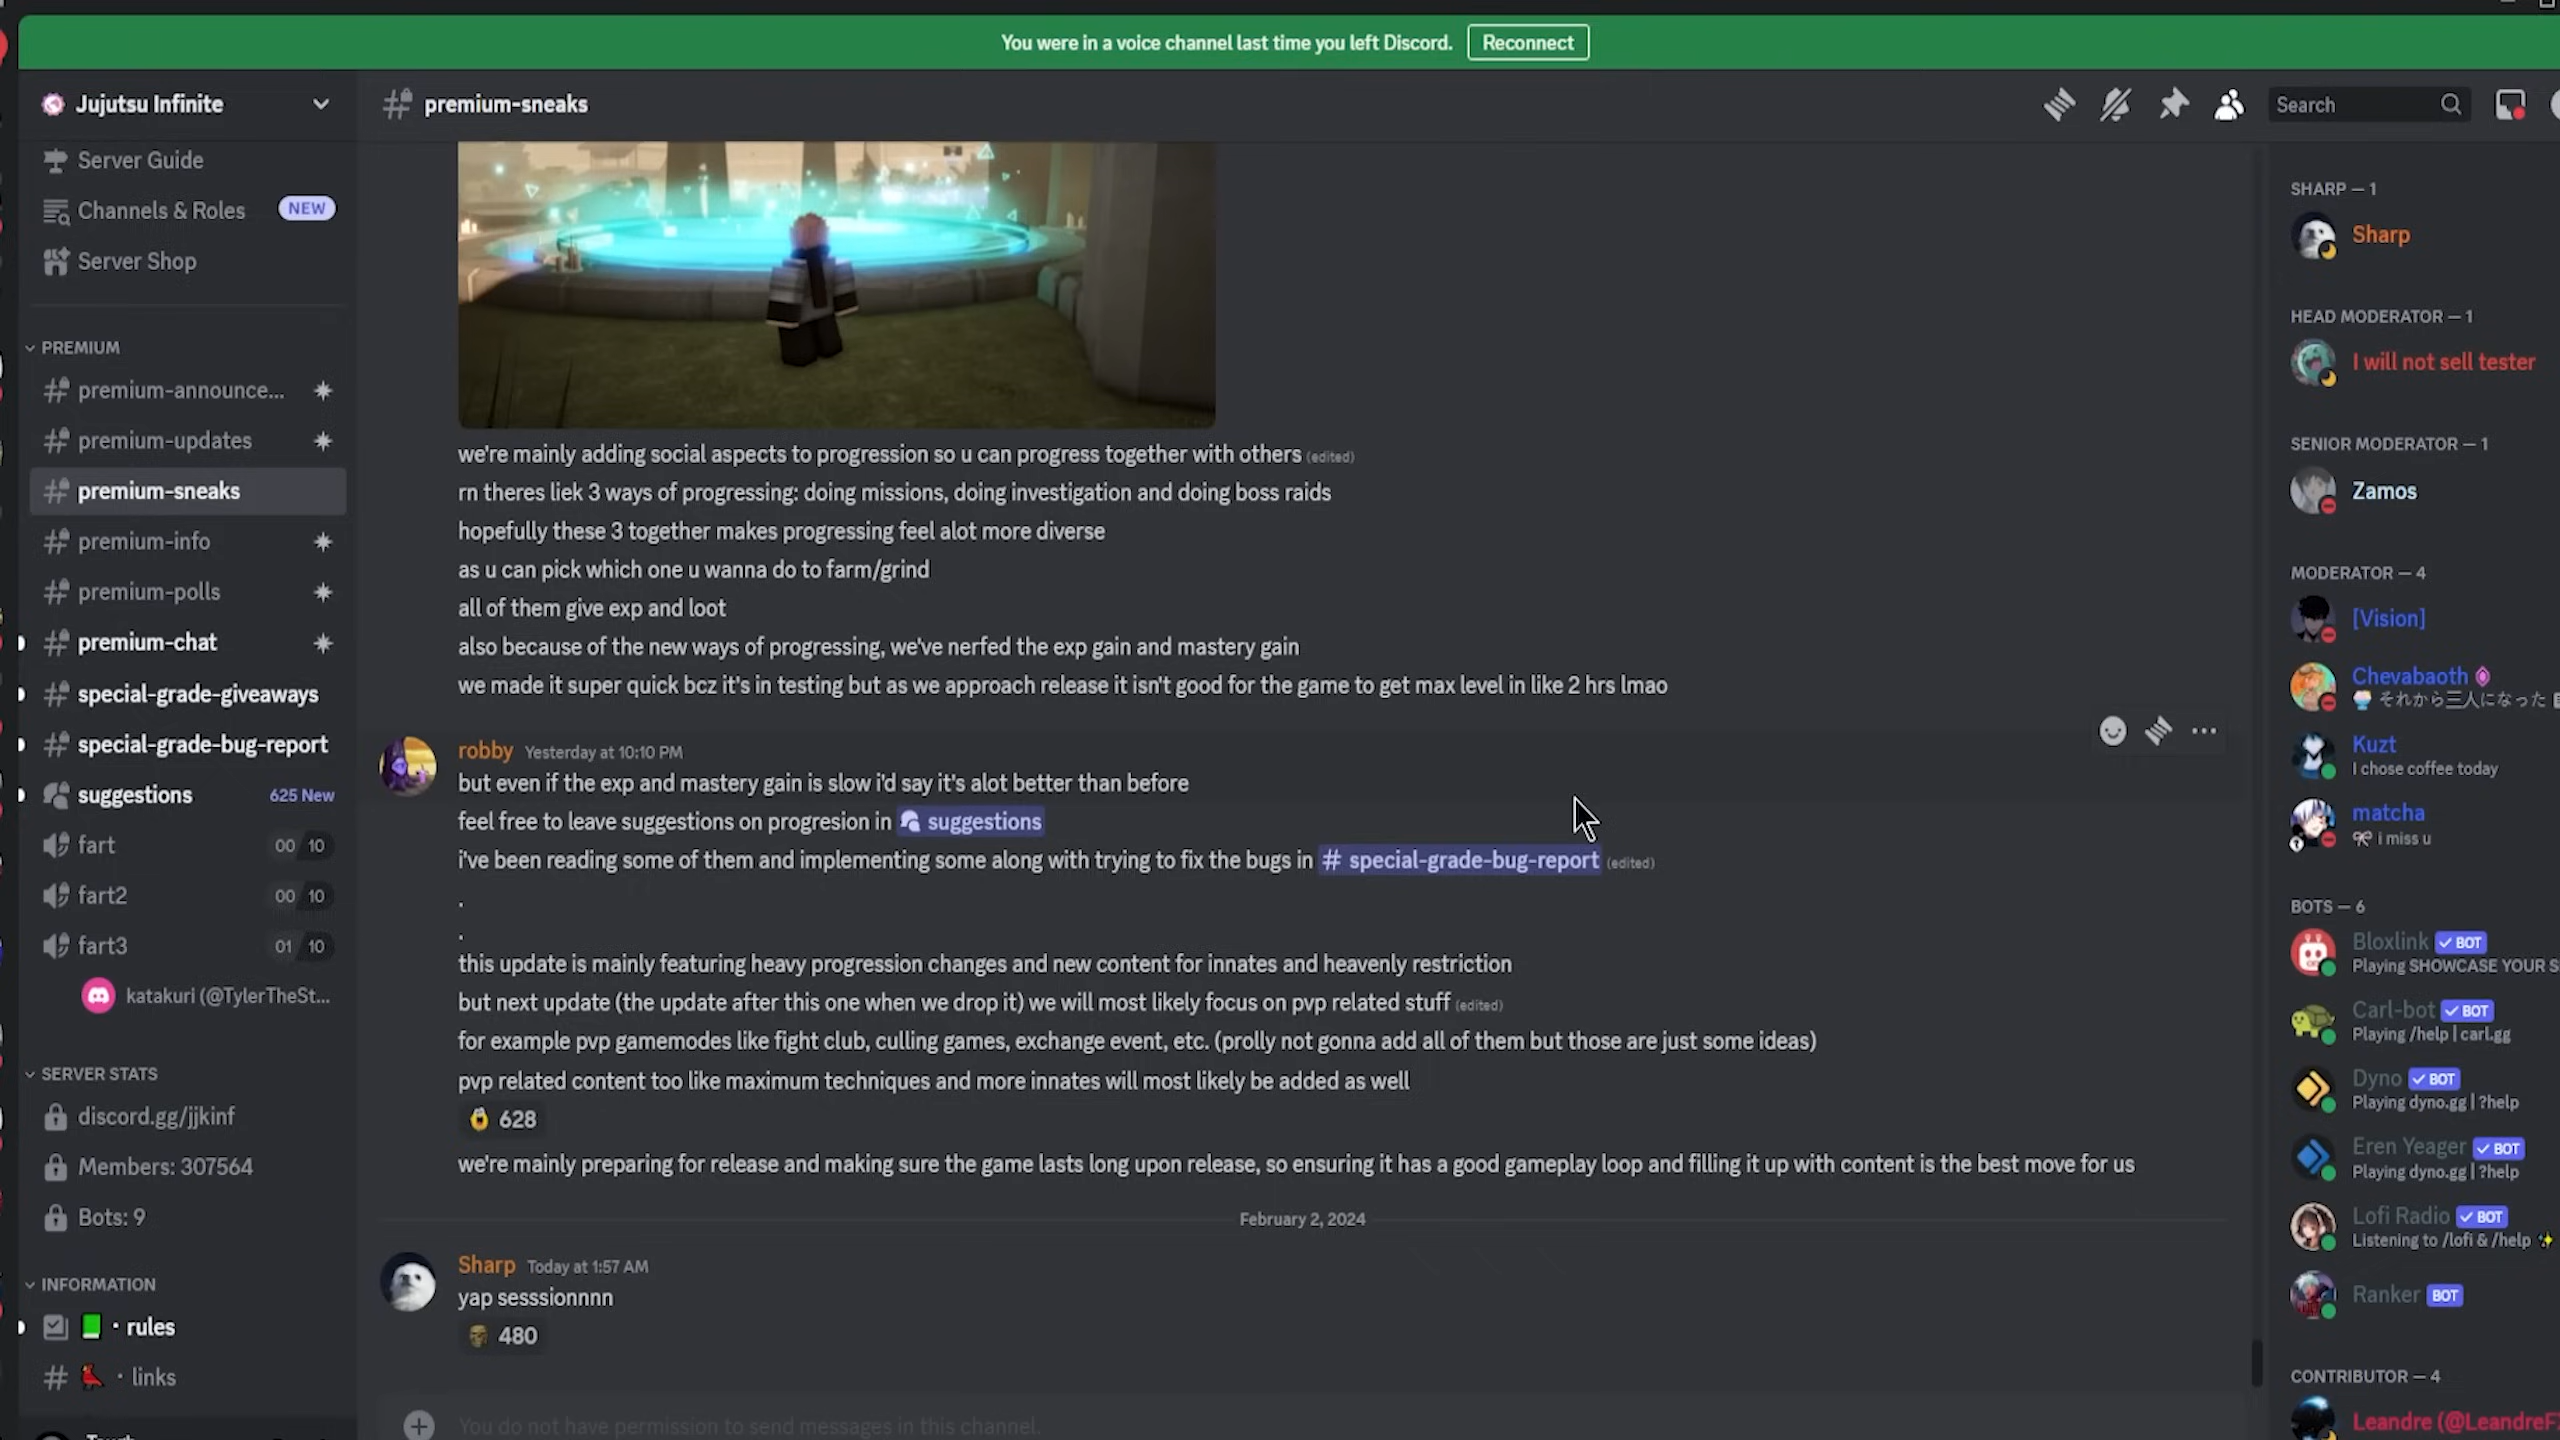 You were in a voice channel last time you left Discord. Reconnect
Jujutsu Infinite
Server Guide
Channels & Roles NEW
Server Shop
PREMIUM
premium-announce...
premium-updates
premium-sneaks
premium-info
premium-polls
premium-chat
special-grade-giveaways
special-grade-bug-report
suggestions 625 New
fart 00 10
fart2 00 10
fart3 01 10
katakuri (@TylerTheSt...
SERVER STATS
discord.gg/jjkinf
Members: 307564
Bots: 9
INFORMATION
· rules
· links
premium-sneaks
Search
we're mainly adding social aspects to progression so u can progress together with others (edited)
rn theres liek 3 ways of progressing: doing missions, doing investigation and doing boss raids
hopefully these 3 together makes progressing feel alot more diverse
as u can pick which one u wanna do to farm/grind
all of them give exp and loot
also because of the new ways of progressing, we've nerfed the exp gain and mastery gain
we made it super quick bcz it's in testing but as we approach release it isn't good for the game to get max level in like 2 hrs lmao
robby Yesterday at 10:10 PM
but even if the exp and mastery gain is slow i'd say it's alot better than before
feel free to leave suggestions on progresion in suggestions
i've been reading some of them and implementing some along with trying to fix the bugs in # special-grade-bug-report (edited)
.
.
this update is mainly featuring heavy progression changes and new content for innates and heavenly restriction
but next update (the update after this one when we drop it) we will most likely focus on pvp related stuff (edited)
for example pvp gamemodes like fight club, culling games, exchange event, etc. (prolly not gonna add all of them but those are just some ideas)
pvp related content too like maximum techniques and more innates will most likely be added as well
628
we're mainly preparing for release and making sure the game lasts long upon release, so ensuring it has a good gameplay loop and filling it up with content is the best move for us
February 2, 2024
Sharp Today at 1:57 AM
yap sesssionnnn
480
You do not have permission to send messages in this channel.
SHARP — 1
Sharp
HEAD MODERATOR — 1
I will not sell tester
SENIOR MODERATOR — 1
Zamos
MODERATOR — 4
[Vision]
Chevabaoth
それから三人になった
Kuzt
I chose coffee today
matcha
i miss u
BOTS — 6
Bloxlink BOT
Playing SHOWCASE YOUR S
Carl-bot BOT
Playing /help | carl.gg
Dyno BOT
Playing dyno.gg | ?help
Eren Yeager BOT
Playing dyno.gg | ?help
Lofi Radio BOT
Listening to /lofi & /help
Ranker BOT
CONTRIBUTOR — 4
Leandre (@LeandreF